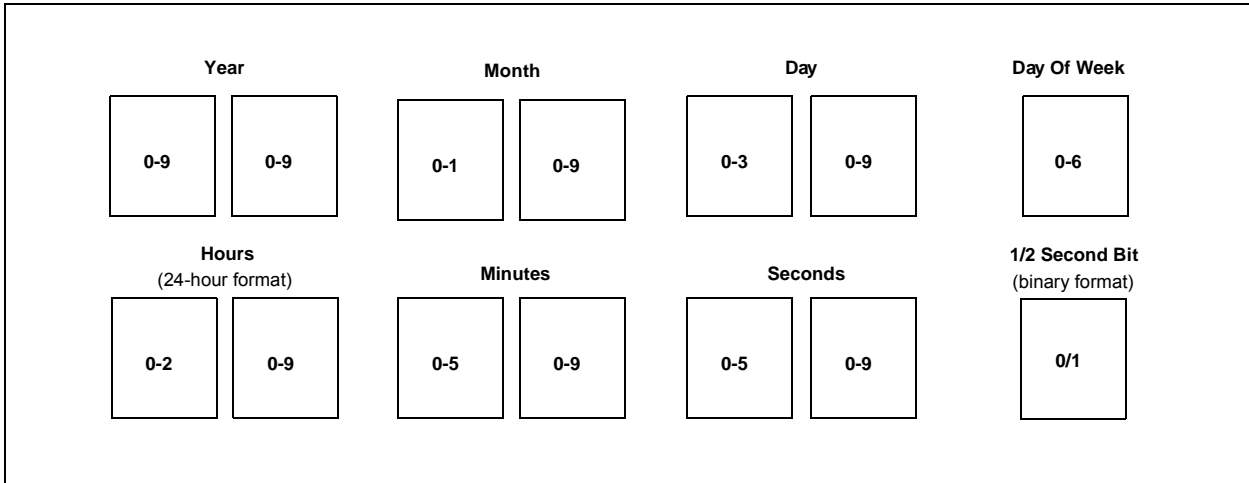 Year Month Day Day Of Week
0-9 0-9 0-1 0-9 0-3 0-9 0-6
Hours 1/2 Second Bit
(24-hour format) Minutes Seconds (binary format)
0-2 0-9 0-5 0-9 0-5 0-9 0/1